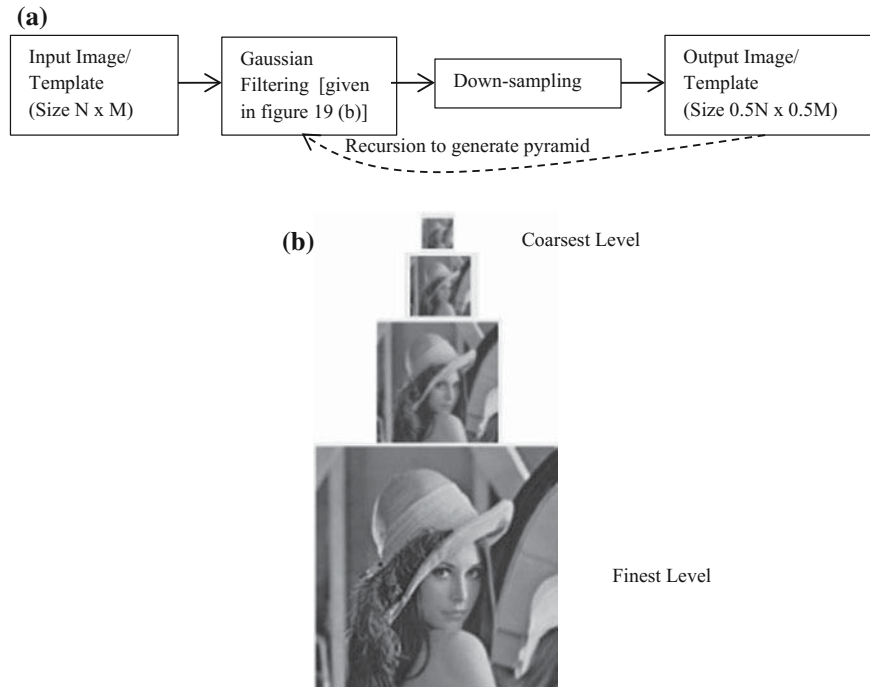 (a)
Input Image/
Template
(Size N x M)
Gaussian
Filtering [given
in figure 19 (b)]
Down-sampling
Output Image/
Template
(Size 0.5N x 0.5M)
Recursion to generate pyramid
(b)
Coarsest Level
Finest Level